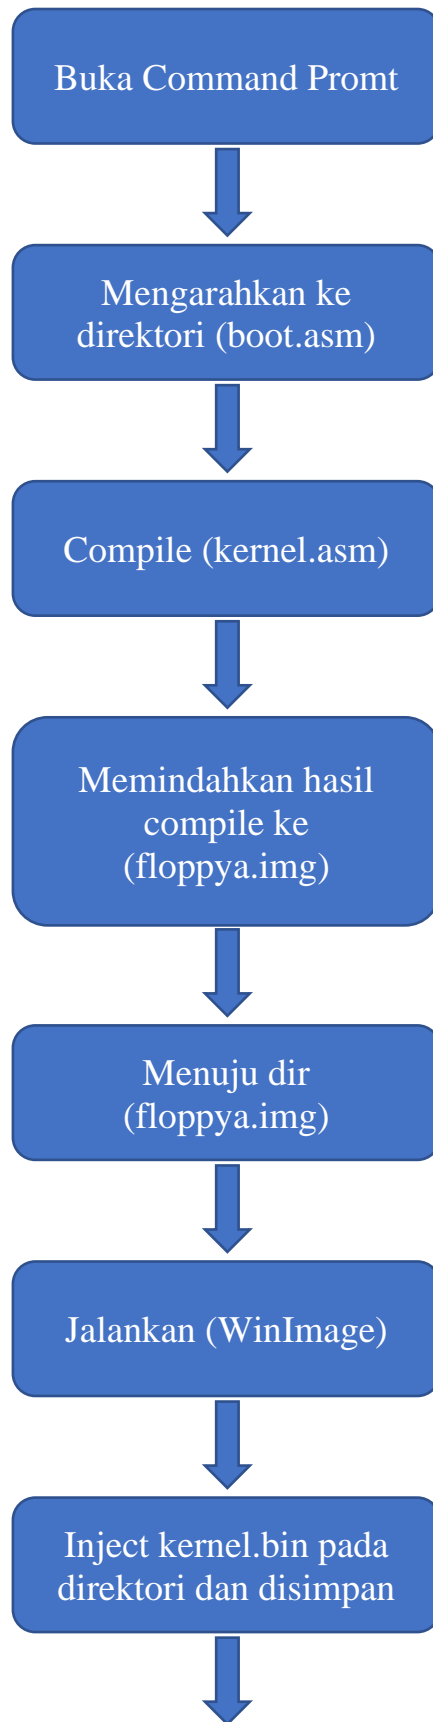 Buka Command Promt
Mengarahkan ke
direktori (boot.asm)
Compile (kernel.asm)
Memindahkan hasil
compile ke
(floppya.img)
Menuju dir
(floppya.img)
Jalankan (WinImage)
Inject kernel.bin pada
direktori dan disimpan